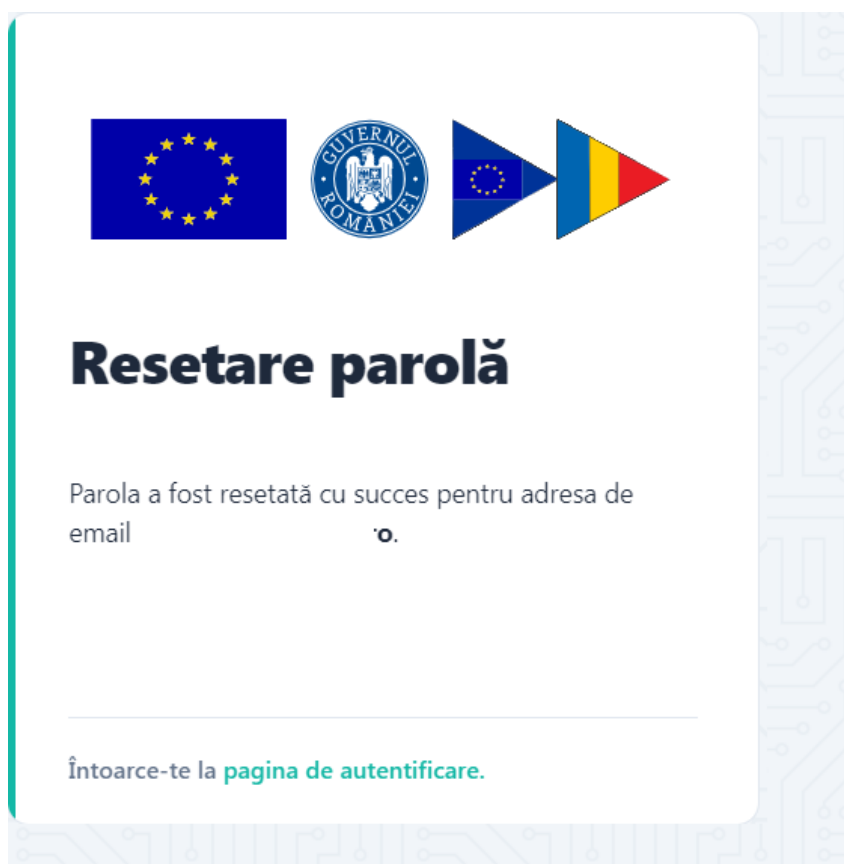 GUVERNUL ROMÂNIEI
Resetare parolă
Parola a fost resetată cu succes pentru adresa de
email o.
Întoarce-te la pagina de autentificare.